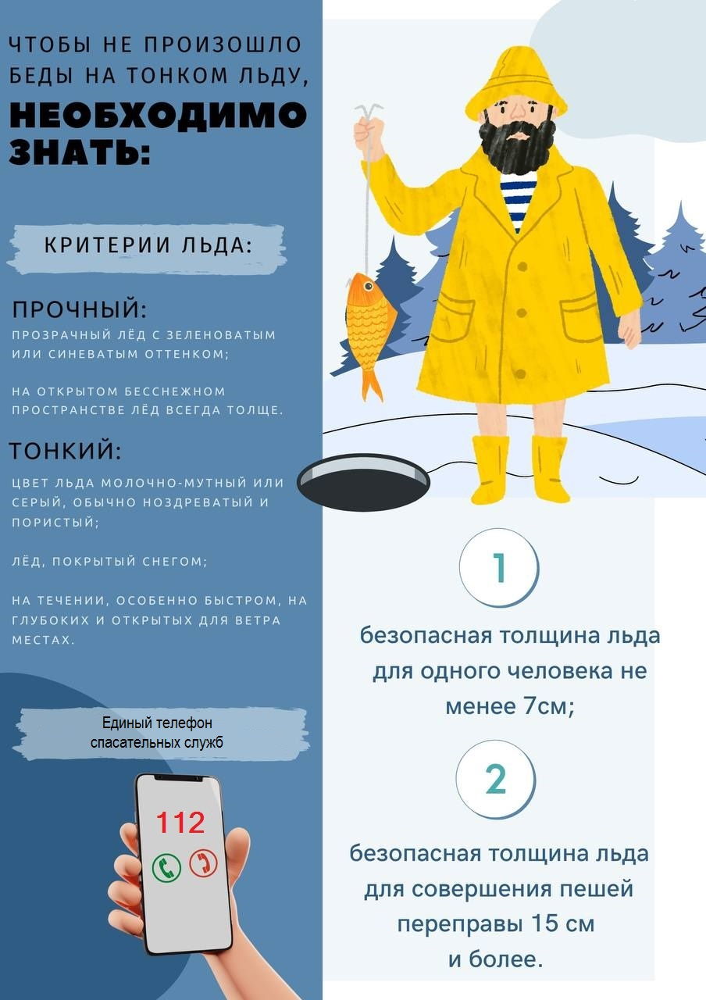 ЧТОБЫ НЕ ПРОИЗОШЛО
БЕДЫ НА ТОНКОМ ЛЬДУ,
НЕОБХОДИМО
ЗНАТЬ:
КРИТЕРИИ ЛЬДА:
ПРОЧНЫЙ:
ПРОЗРАЧНЫЙ ЛЁД С ЗЕЛЕНОВАТЫМ
ИЛИ СИНЕВАТЫМ ОТТЕНКОМ;
НА ОТКРЫТОМ БЕССНЕЖНОМ
ПРОСТРАНСТВЕ ЛЁД ВСЕГДА ТОЛЩЕ.
ТОНКИЙ:
ЦВЕТ ЛЬДА МОЛОЧНО-МУТНЫЙ ИЛИ
СЕРЫЙ, ОБЫЧНО НОЗДРЕВАТЫЙ И
ПОРИСТЫЙ;
ЛЁД, ПОКРЫТЫЙ СНЕГОМ;
НА ТЕЧЕНИИ, ОСОБЕННО БЫСТРОМ, НА
ГЛУБОКИХ И ОТКРЫТЫХ ДЛЯ ВЕТРА
МЕСТАХ.
Единый телефон
спасательных служб
112
1
безопасная толщина льда
для одного человека не
менее 7см;
2
безопасная толщина льда
для совершения пешей
переправы 15 см
и более.